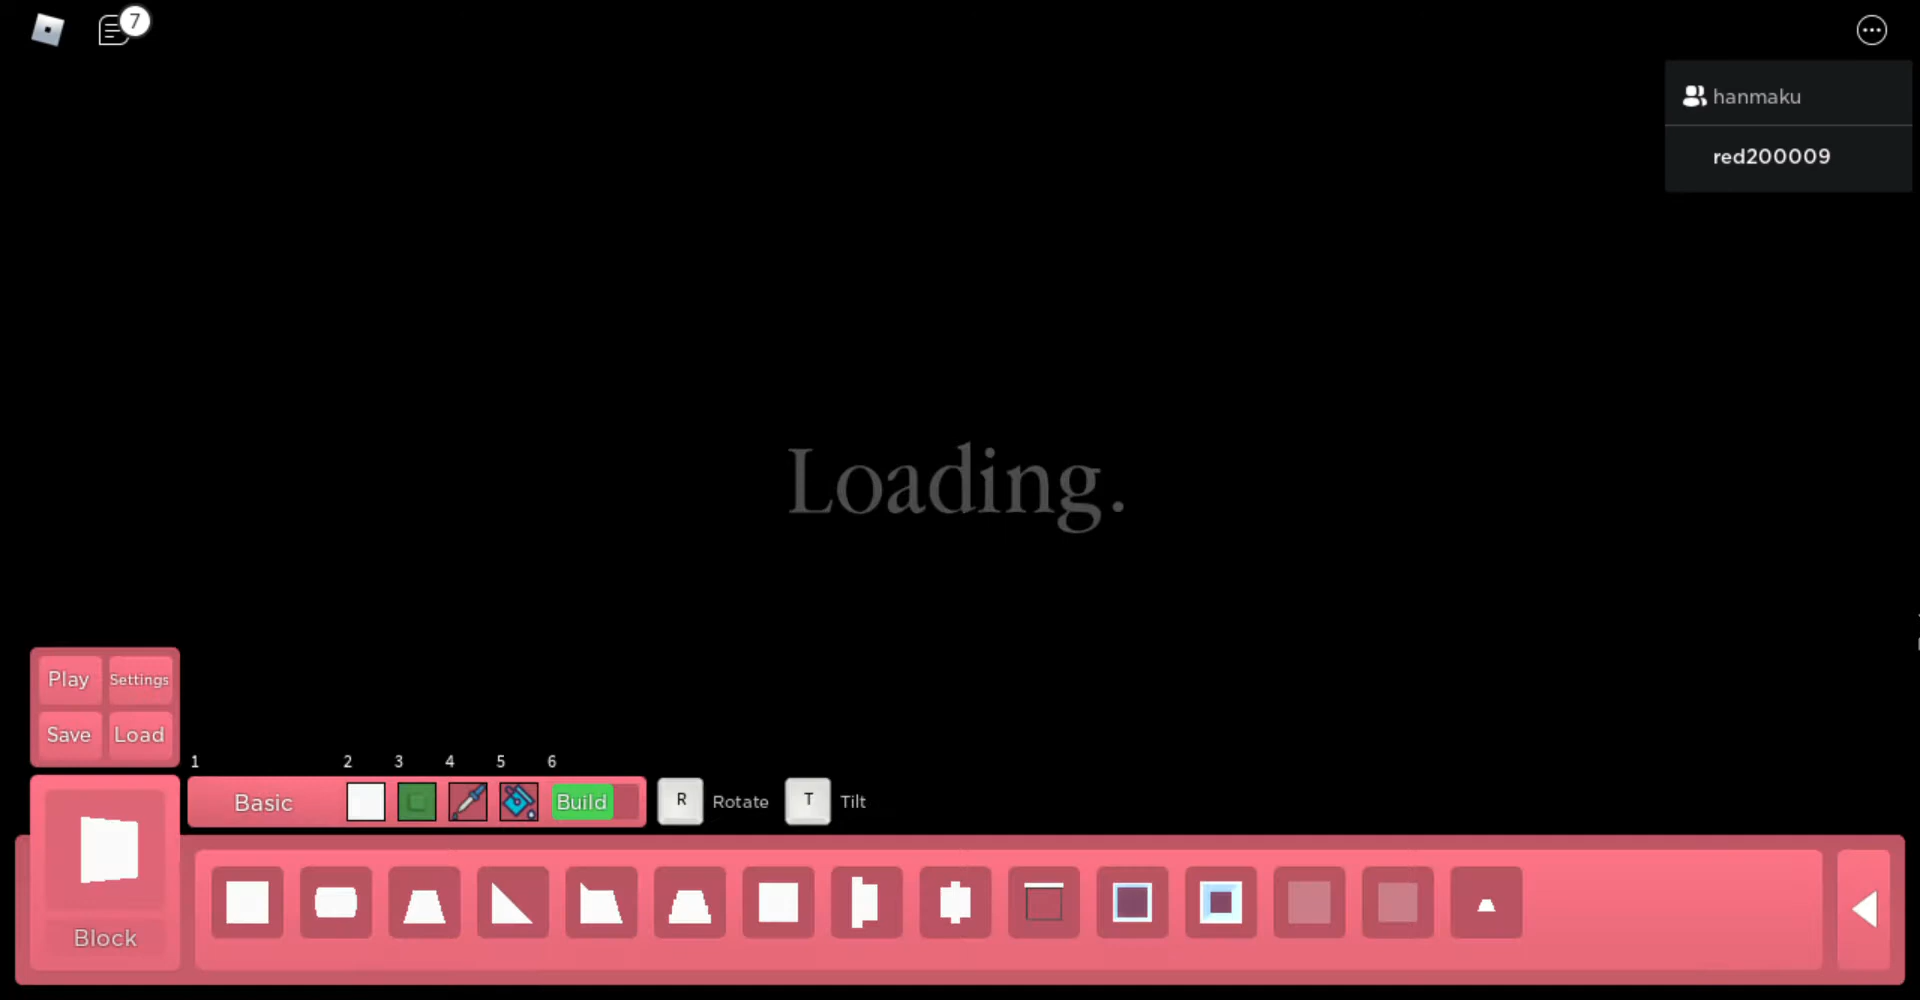 7
hanmaku
red200009
Loading.
Play Settings
Save Load
1 2 3 4 5 6
Basic Build R Rotate T Tilt
Block